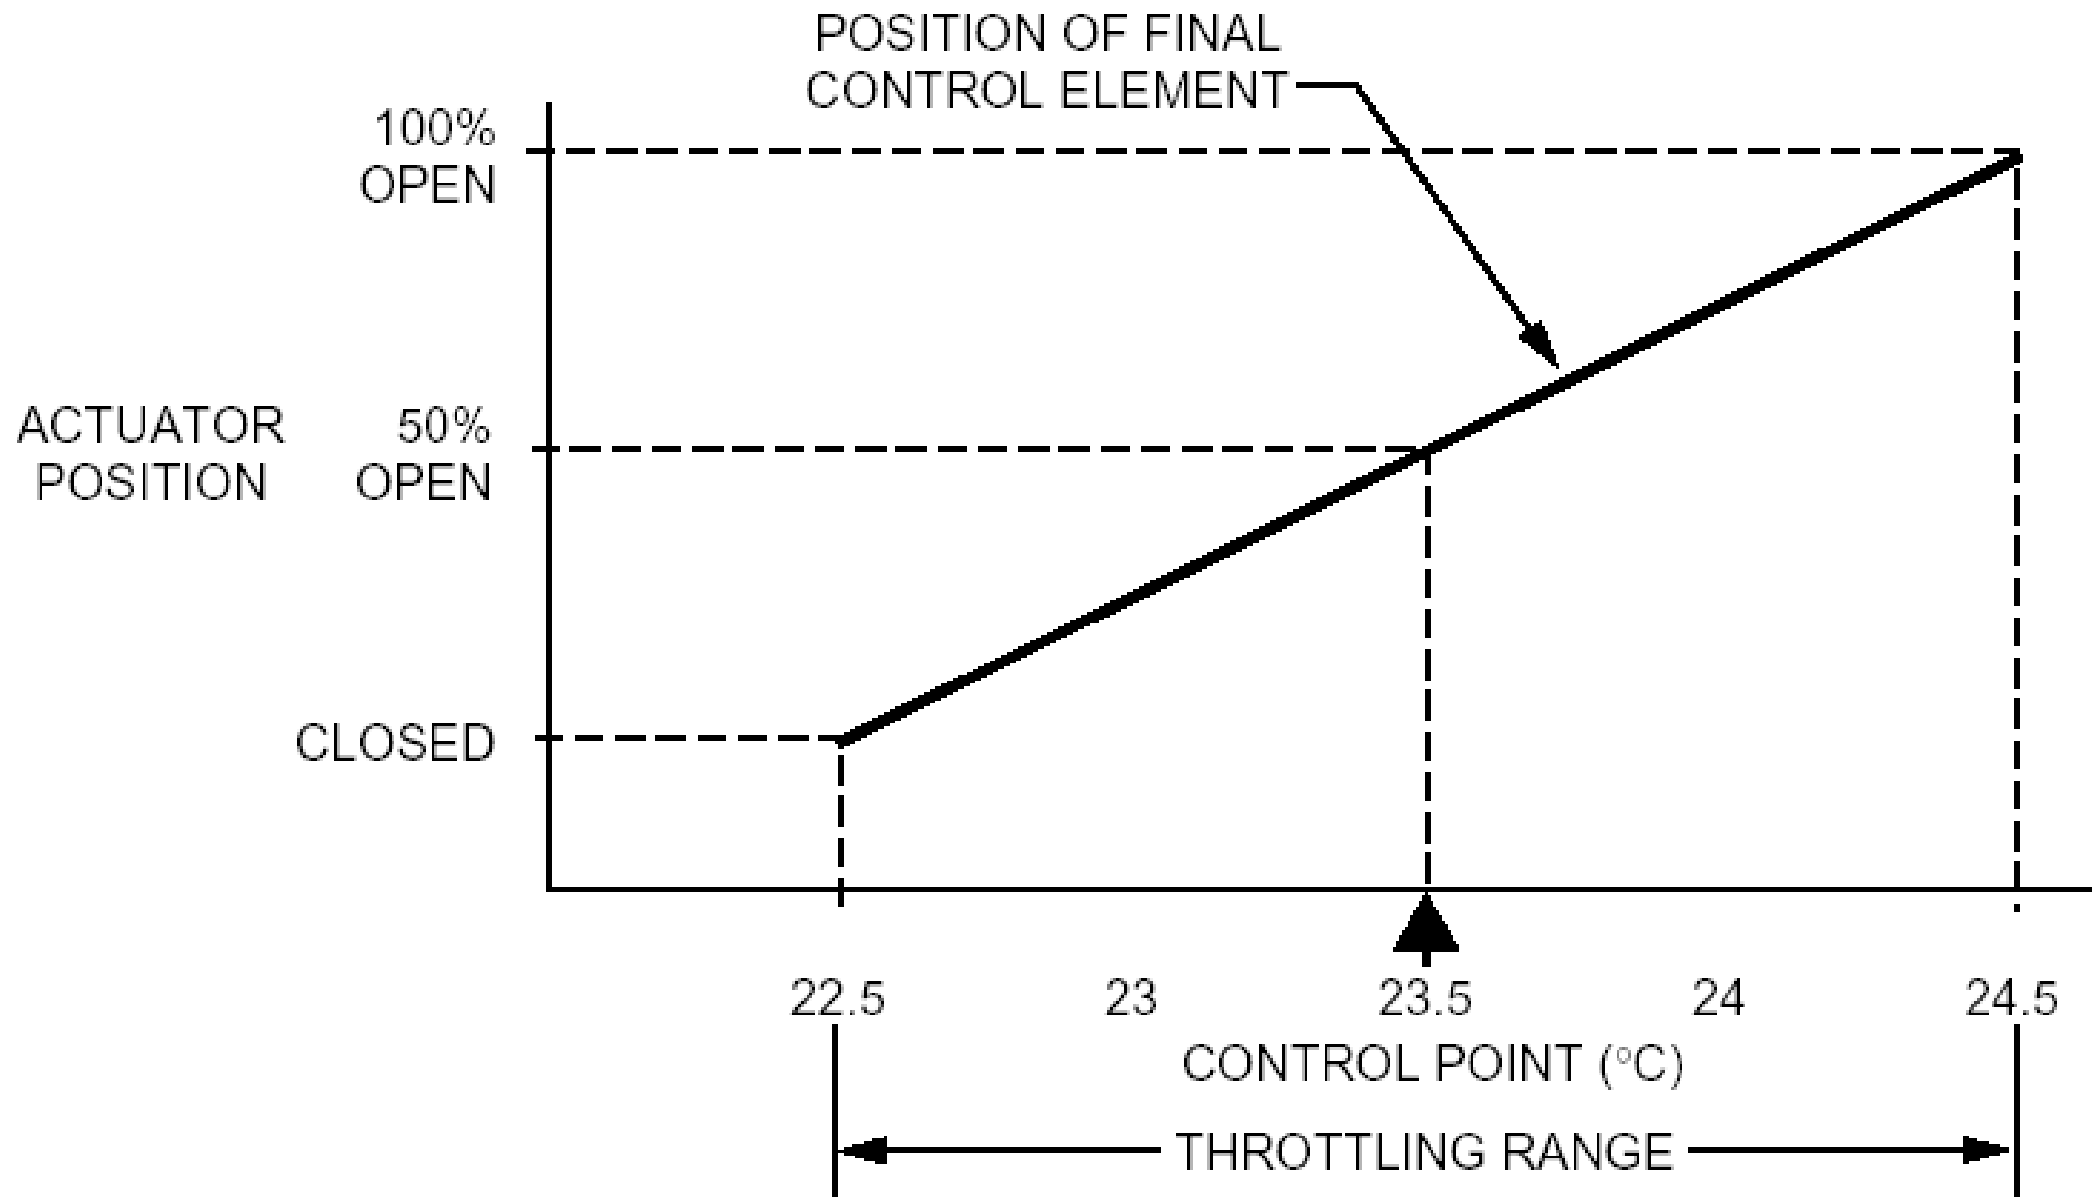 POSITION OF FINAL
CONTROL ELEMENT
100%
OPEN
ACTUATOR
POSITION
50%
OPEN
CLOSED
22.5 23 23.5 24 24.5
CONTROL POINT (°C)
THROTTLING RANGE